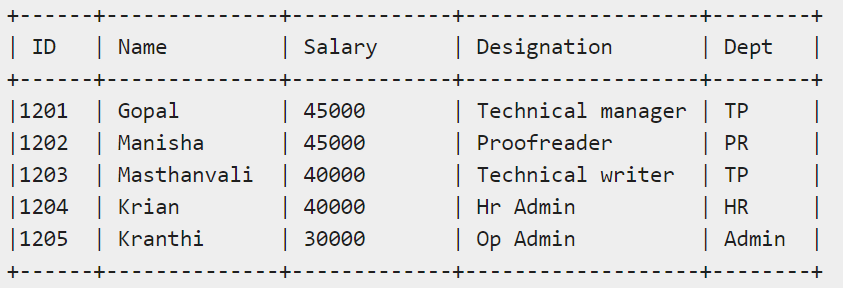 +------+--------------+-------------+-------------------+--------+
| ID   | Name         | Salary      | Designation       | Dept   |
+------+--------------+-------------+-------------------+--------+
|1201  | Gopal        | 45000       | Technical manager | TP     |
|1202  | Manisha      | 45000       | Proofreader       | PR     |
|1203  | Masthanvali  | 40000       | Technical writer  | TP     |
|1204  | Krian        | 40000       | Hr Admin          | HR     |
|1205  | Kranthi      | 30000       | Op Admin          | Admin  |
+------+--------------+-------------+-------------------+--------+